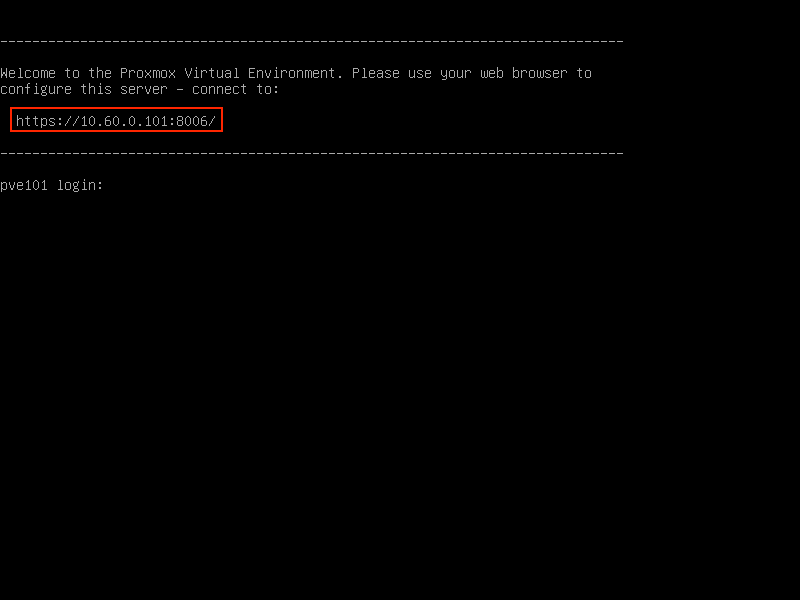 ------------------------------------------------------------------------------
Welcome to the Proxmox Virtual Environment. Please use your web browser to
configure this server - connect to:
https://10.60.0.101:8006/
------------------------------------------------------------------------------
pve101 login: